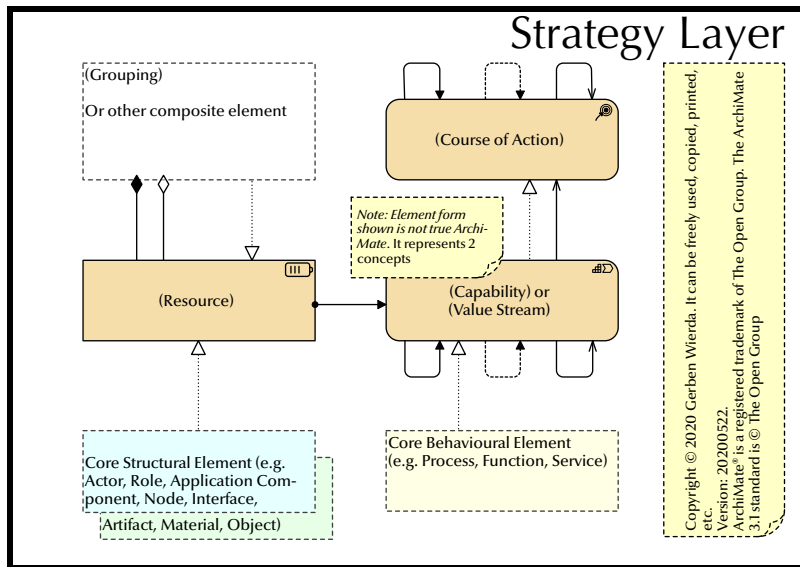 Strategy Layer
(Grouping)
Or other composite element
(Course of Action)
Note: Element form
shown is not true Archi-
Mate. It represents 2
concepts
(Resource)
(Capability) or
(Value Stream)
Core Structural Element (e.g.
Actor, Role, Application Com-
ponent, Node, Interface,
Artifact, Material, Object)
Core Behavioural Element
(e.g. Process, Function, Service)
Copyright © 2020 Gerben Wierda. It can be freely used, copied, printed,
etc.
Version: 20200522.
ArchiMate® is a registered trademark of The Open Group. The ArchiMate
3.1 standard is © The Open Group